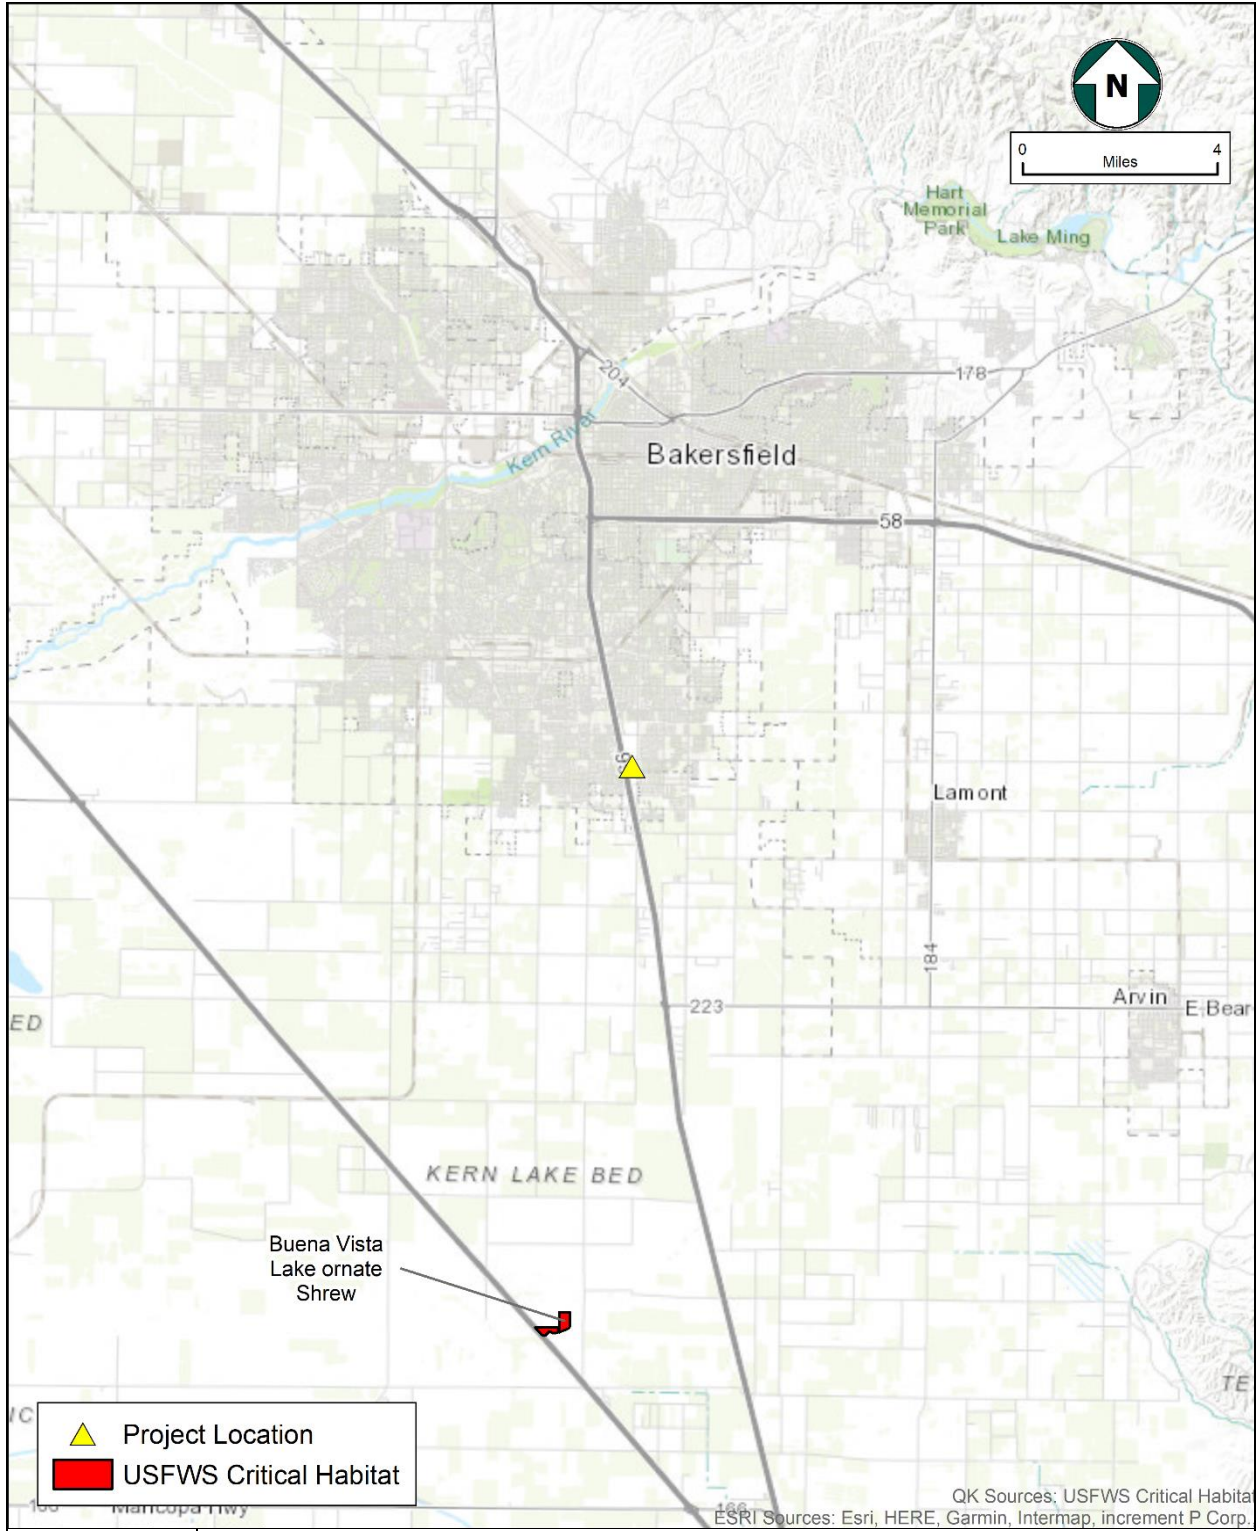 N
0 4
Miles
Hart
Memorial
Park
Lake Ming
204
178
Kern River
Bakersfield
58
99
Lamont
184
223
Arvin
E Bear
ED
KERN LAKE BED
Buena Vista
Lake ornate
Shrew
TE
IC
Project Location
USFWS Critical Habitat
Maricopa Hwy
166
QK Sources: USFWS Critical Habitat
ESRI Sources: Esri, HERE, Garmin, Intermap, increment P Corp.,